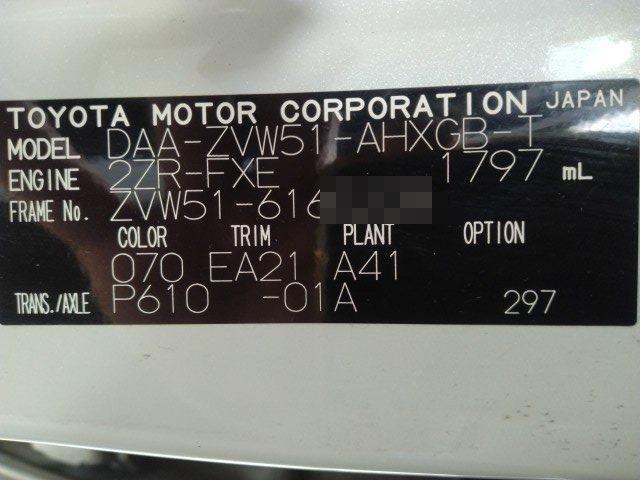 TOYOTA MOTOR CORPORATION JAPAN
MODEL DAA-ZVW51-AHXGB-T
ENGINE 2ZR-FXE 1797 mL
FRAME No. ZVW51-616
COLOR TRIM PLANT OPTION
070 EA21 A41
TRANS./AXLE P610 -01A 297